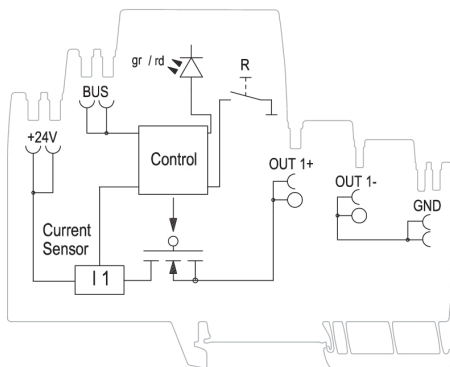 gr / rd
R
BUS
+24V
Control
OUT 1+
OUT 1-
GND
Current
Sensor
I 1